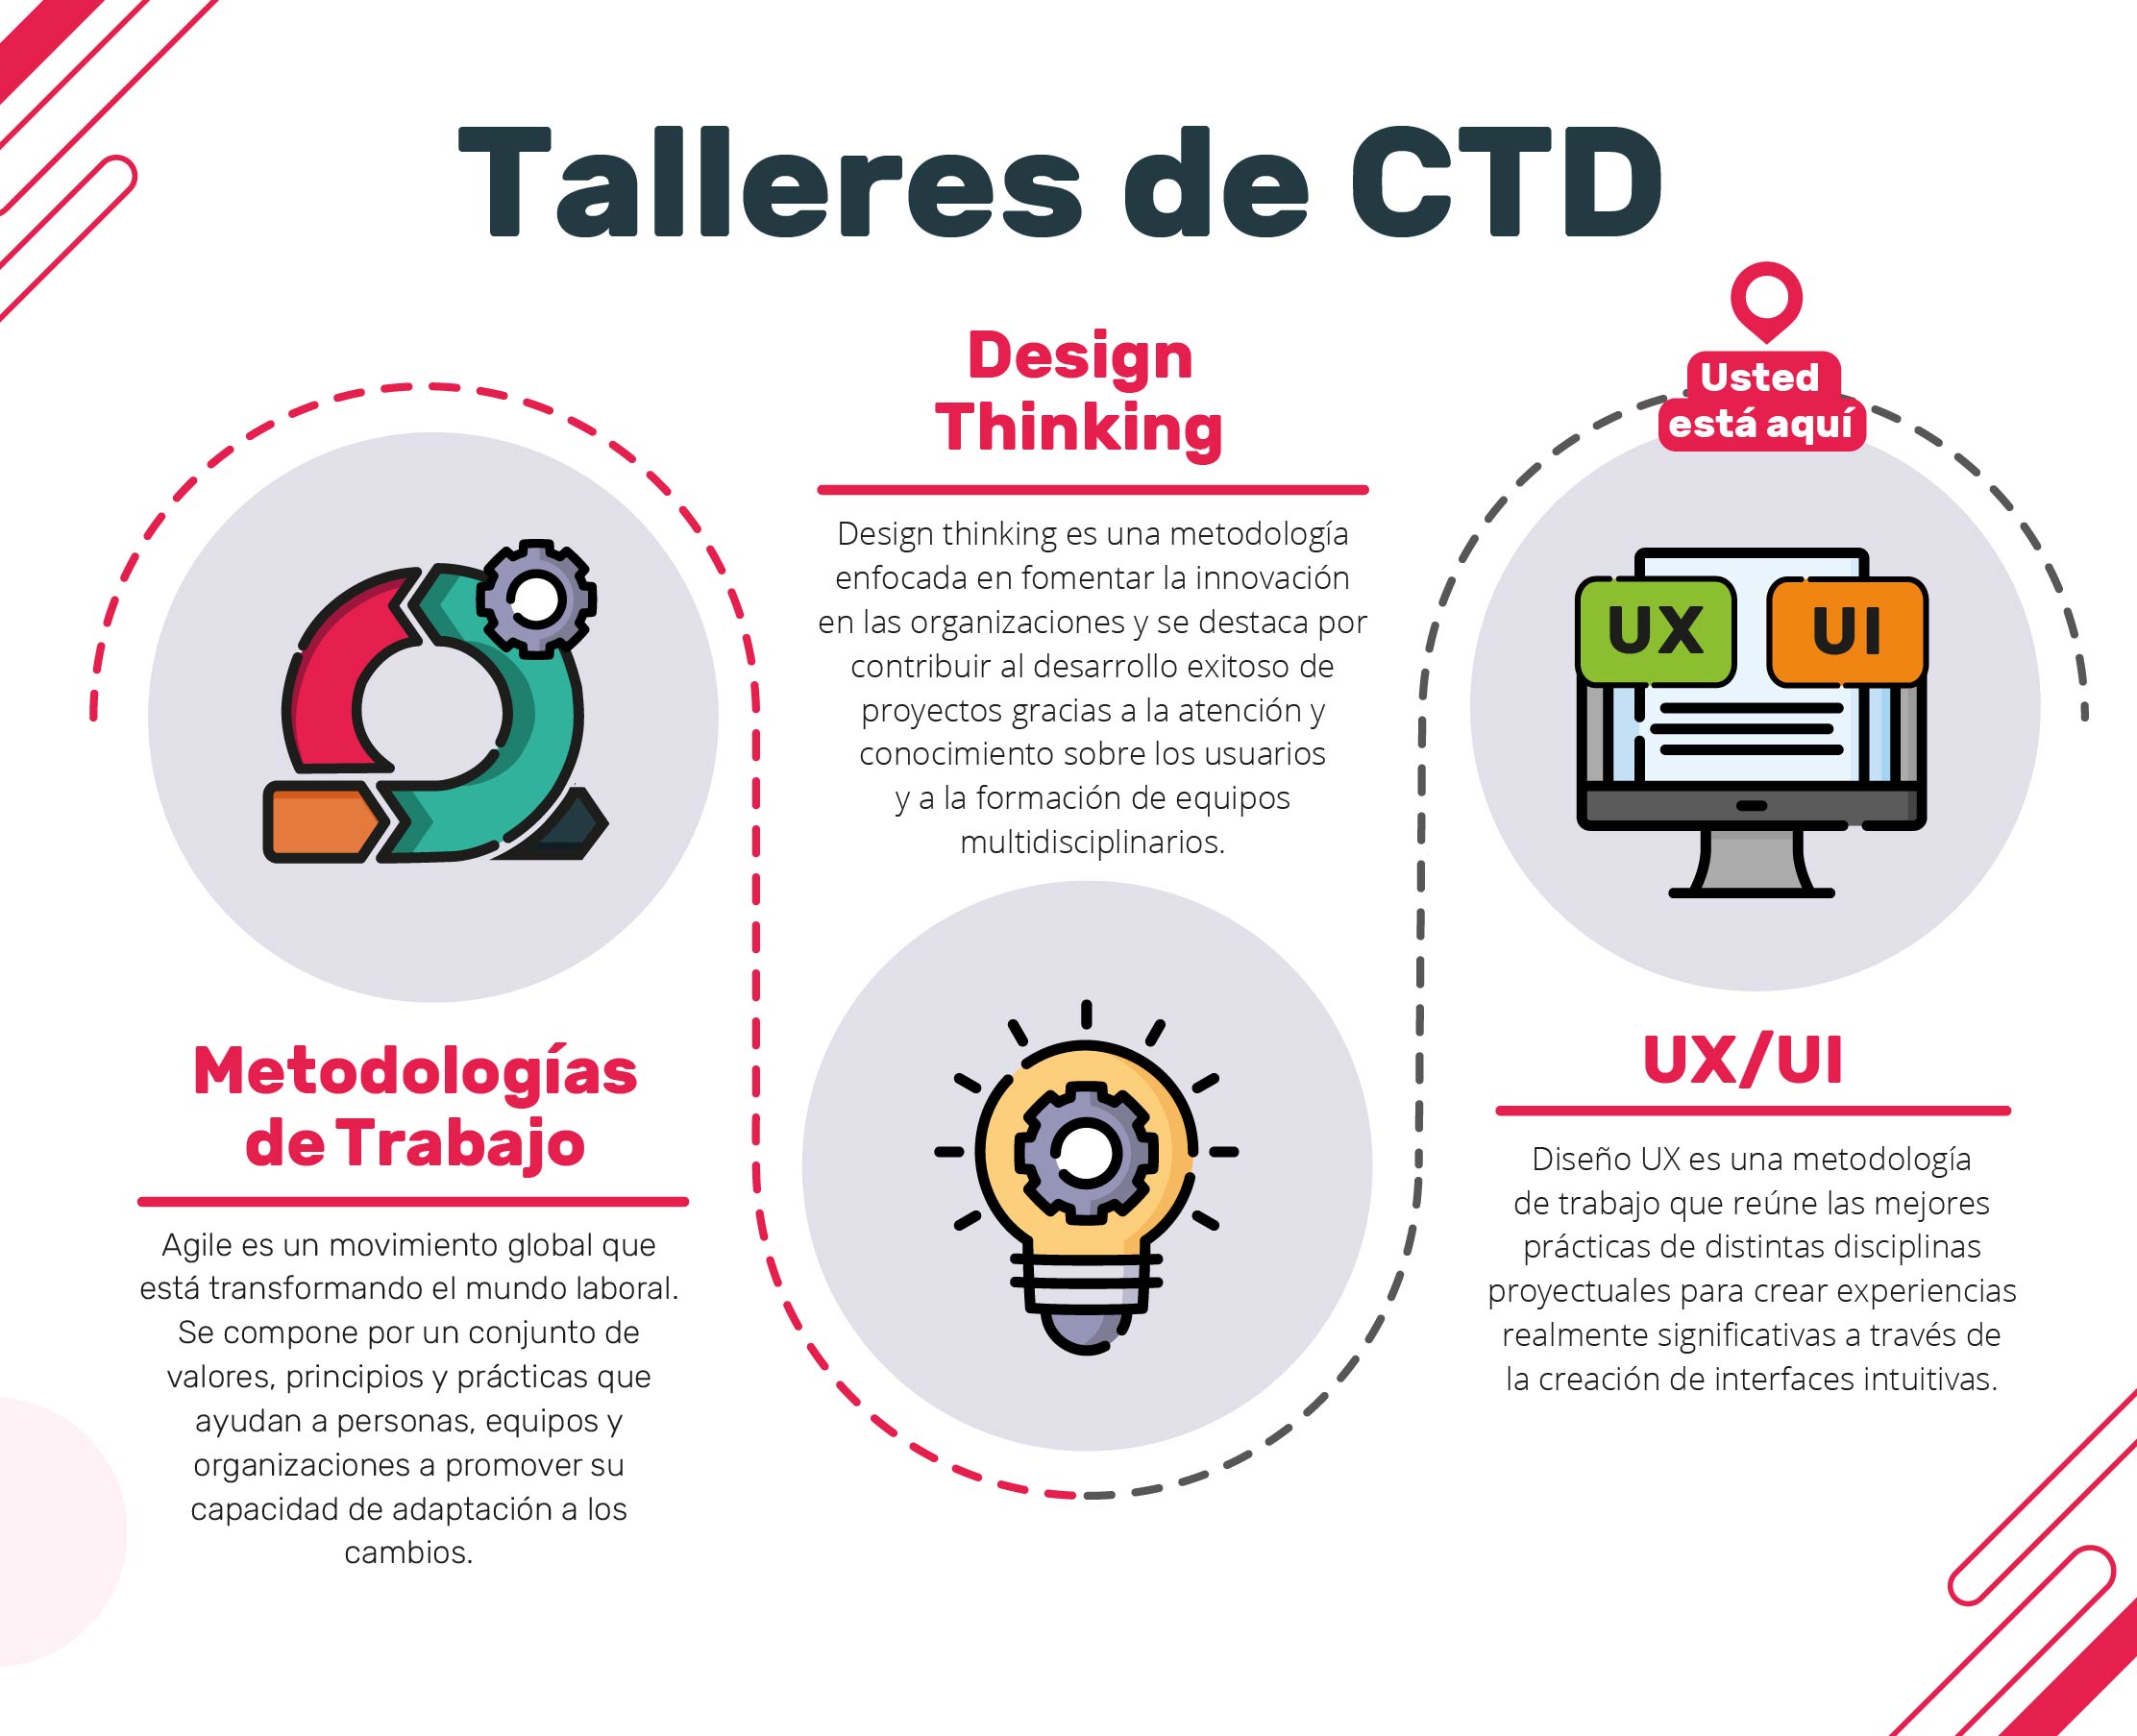 Talleres de CTD
Metodologías
de Trabajo
Agile es un movimiento global que
está transformando el mundo laboral.
Se compone por un conjunto de
valores, principios y prácticas que
ayudan a personas, equipos y
organizaciones a promover su
capacidad de adaptación a los
cambios.
Design
Thinking
Design thinking es una metodología
enfocada en fomentar la innovación
en las organizaciones y se destaca por
contribuir al desarrollo exitoso de
proyectos gracias a la atención y
conocimiento sobre los usuarios
y a la formación de equipos
multidisciplinarios.
Usted
está aquí
UX UI
UX/UI
Diseño UX es una metodología
de trabajo que reúne las mejores
prácticas de distintas disciplinas
proyectuales para crear experiencias
realmente significativas a través de
la creación de interfaces intuitivas.